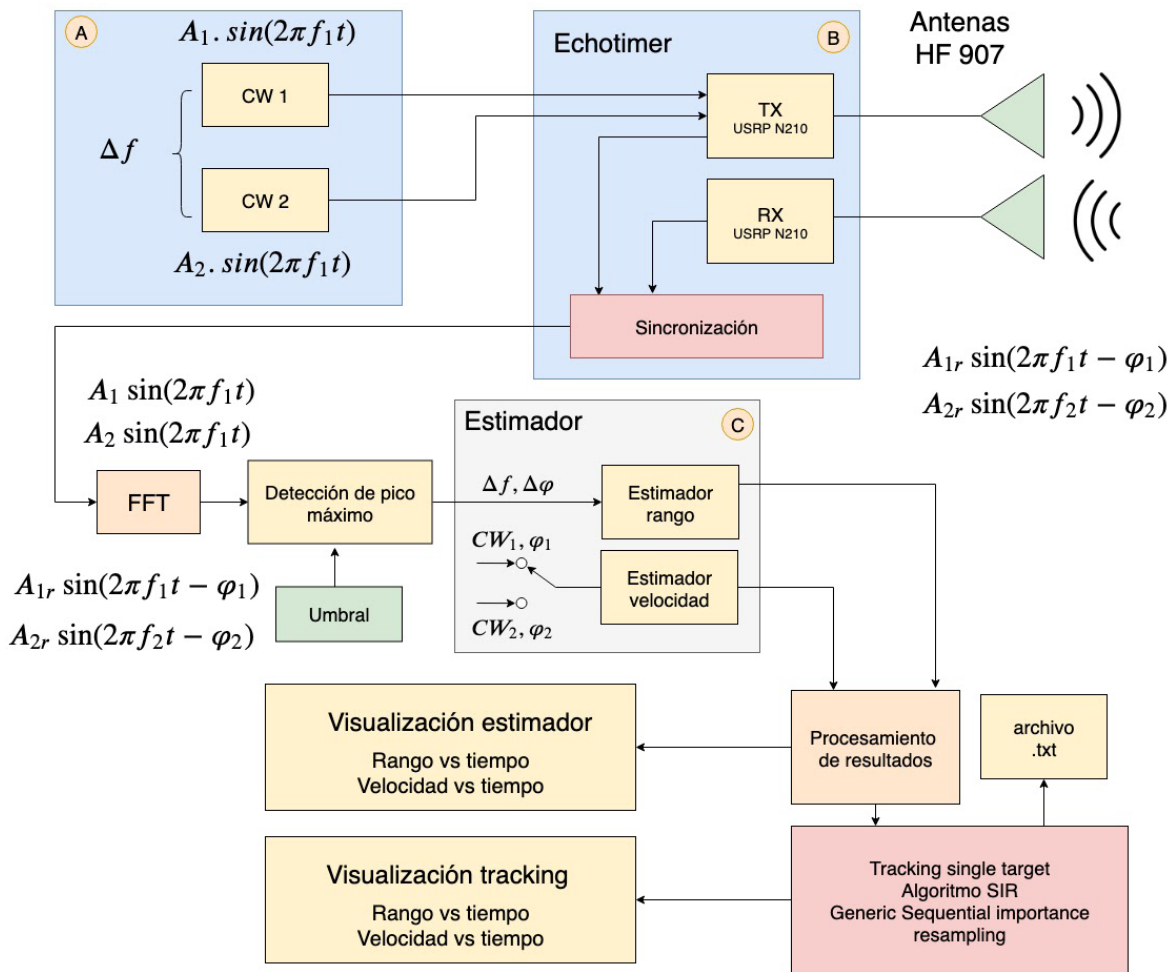 A
A₁. sin(2πf₁t)
CW 1
Δf
CW 2
A₂. sin(2πf₁t)
Echotimer
B
TX
USRP N210
RX
USRP N210
Sincronización
Antenas
HF 907
A₁ᵣ sin(2πf₁t − φ₁)
A₂ᵣ sin(2πf₂t − φ₂)
A₁ sin(2πf₁t)
A₂ sin(2πf₁t)
FFT
Detección de pico
máximo
A₁ᵣ sin(2πf₁t − φ₁)
A₂ᵣ sin(2πf₂t − φ₂)
Umbral
Estimador
C
Δf, Δφ
Estimador
rango
CW₁, φ₁
Estimador
velocidad
CW₂, φ₂
Visualización estimador
Rango vs tiempo
Velocidad vs tiempo
Procesamiento
de resultados
archivo
.txt
Visualización tracking
Rango vs tiempo
Velocidad vs tiempo
Tracking single target
Algoritmo SIR
Generic Sequential importance
resampling